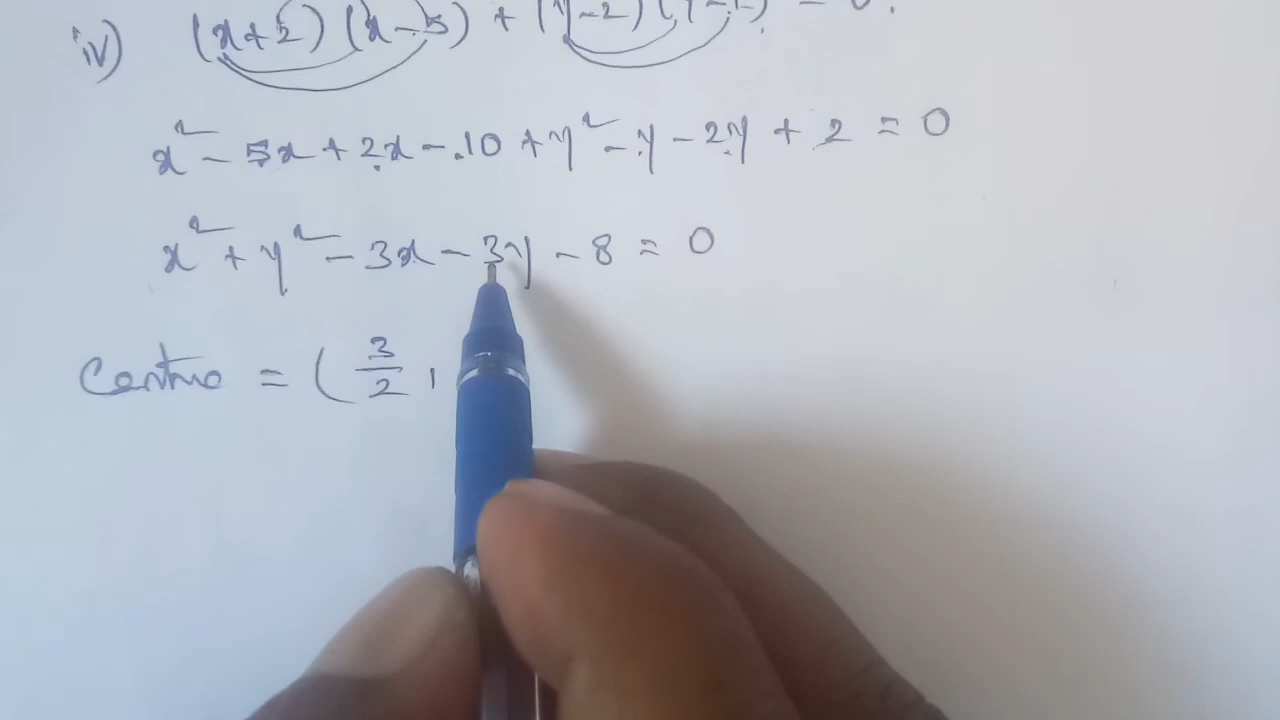 iv) (x+2) (x-5) + (y-2) (y-1) = 0.
x² - 5x + 2x - 10 + y² - y - 2y + 2 = 0
x² + y² - 3x - 3y - 8 = 0
Centre = ( 3/2 ,